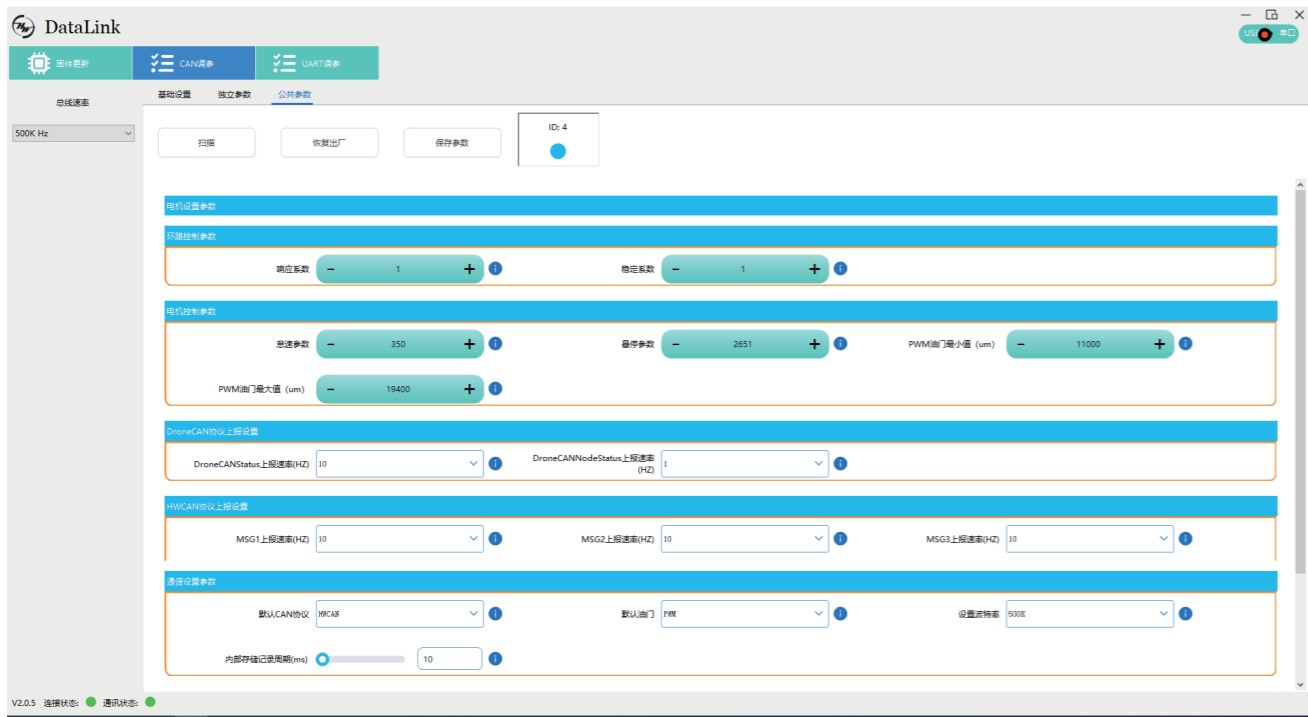 DataLink
固件更新
CAN调参
UART调参
串口
总线速率
500K Hz
基础设置
独立参数
公共参数
扫描
恢复出厂
保存参数
ID: 4
电机设置参数
环路控制参数
响应系数 - 1 +
稳定系数 - 1 +
电机控制参数
怠速参数 - 350 +
悬停参数 - 2651 +
PWM油门最小值（um） - 11000 +
PWM油门最大值（um） - 19400 +
DroneCAN协议上报设置
DroneCANStatus上报速率(HZ) 10
DroneCANNodeStatus上报速率
(HZ) 1
HWCAN协议上报设置
MSG1上报速率(HZ) 10
MSG2上报速率(HZ) 10
MSG3上报速率(HZ) 10
通信设置参数
默认CAN协议 HWCAN
默认油门 PWM
设置波特率 500K
内部存储记录周期(ms) 10
V2.0.5 连接状态: 通讯状态: